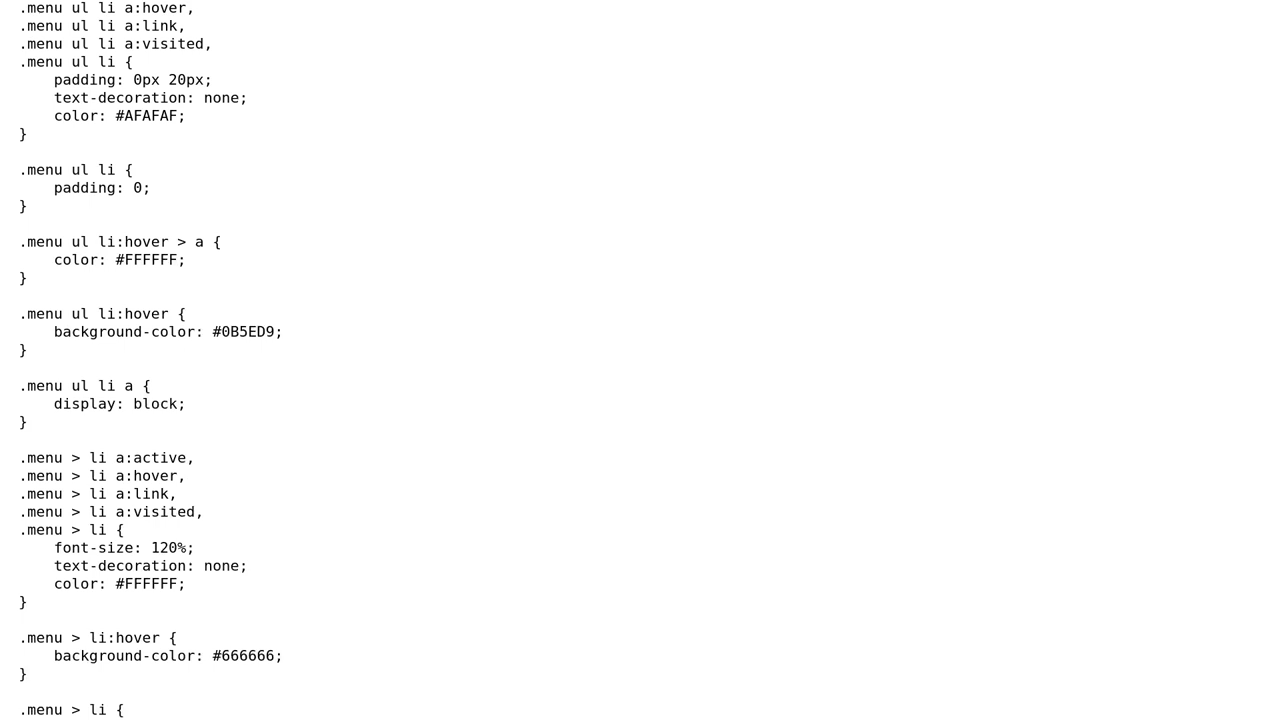 .menu ul li a:hover,
.menu ul li a:link,
.menu ul li a:visited,
.menu ul li {
    padding: 0px 20px;
    text-decoration: none;
    color: #AFAFAF;
}

.menu ul li {
    padding: 0;
}

.menu ul li:hover > a {
    color: #FFFFFF;
}

.menu ul li:hover {
    background-color: #0B5ED9;
}

.menu ul li a {
    display: block;
}

.menu > li a:active,
.menu > li a:hover,
.menu > li a:link,
.menu > li a:visited,
.menu > li {
    font-size: 120%;
    text-decoration: none;
    color: #FFFFFF;
}

.menu > li:hover {
    background-color: #666666;
}

.menu > li {